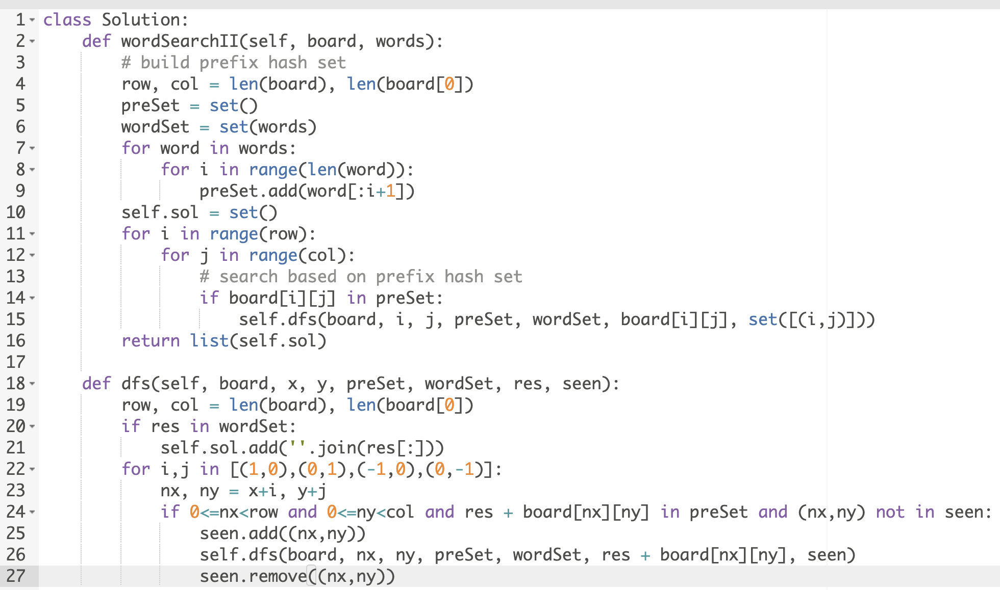 1 class Solution:
2     def wordSearchII(self, board, words):
3         # build prefix hash set
4         row, col = len(board), len(board[0])
5         preSet = set()
6         wordSet = set(words)
7         for word in words:
8             for i in range(len(word)):
9                 preSet.add(word[:i+1])
10         self.sol = set()
11         for i in range(row):
12             for j in range(col):
13                 # search based on prefix hash set
14                 if board[i][j] in preSet:
15                     self.dfs(board, i, j, preSet, wordSet, board[i][j], set([(i,j)]))
16         return list(self.sol)
17
18     def dfs(self, board, x, y, preSet, wordSet, res, seen):
19         row, col = len(board), len(board[0])
20         if res in wordSet:
21             self.sol.add(''.join(res[:]))
22         for i,j in [(1,0),(0,1),(-1,0),(0,-1)]:
23             nx, ny = x+i, y+j
24             if 0<=nx<row and 0<=ny<col and res + board[nx][ny] in preSet and (nx,ny) not in seen:
25                 seen.add((nx,ny))
26                 self.dfs(board, nx, ny, preSet, wordSet, res + board[nx][ny], seen)
27                 seen.remove((nx,ny))